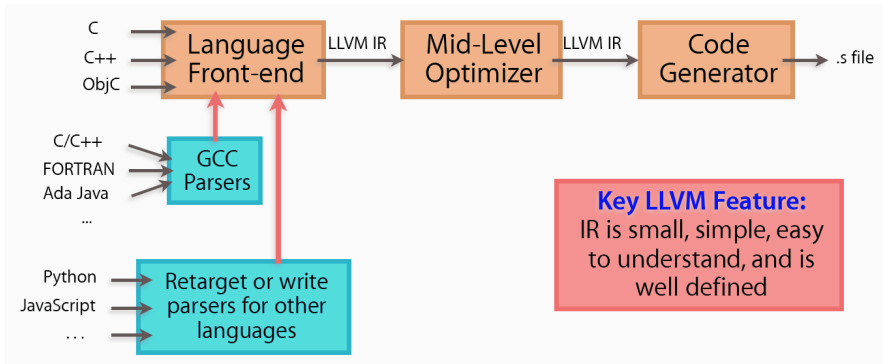 C
C++
ObjC
Language
Front-end
LLVM IR
Mid-Level
Optimizer
LLVM IR
Code
Generator
.s file
C/C++
FORTRAN
Ada Java
...
GCC
Parsers
Python
JavaScript
...
Retarget or write
parsers for other
languages
Key LLVM Feature:
IR is small, simple, easy
to understand, and is
well defined